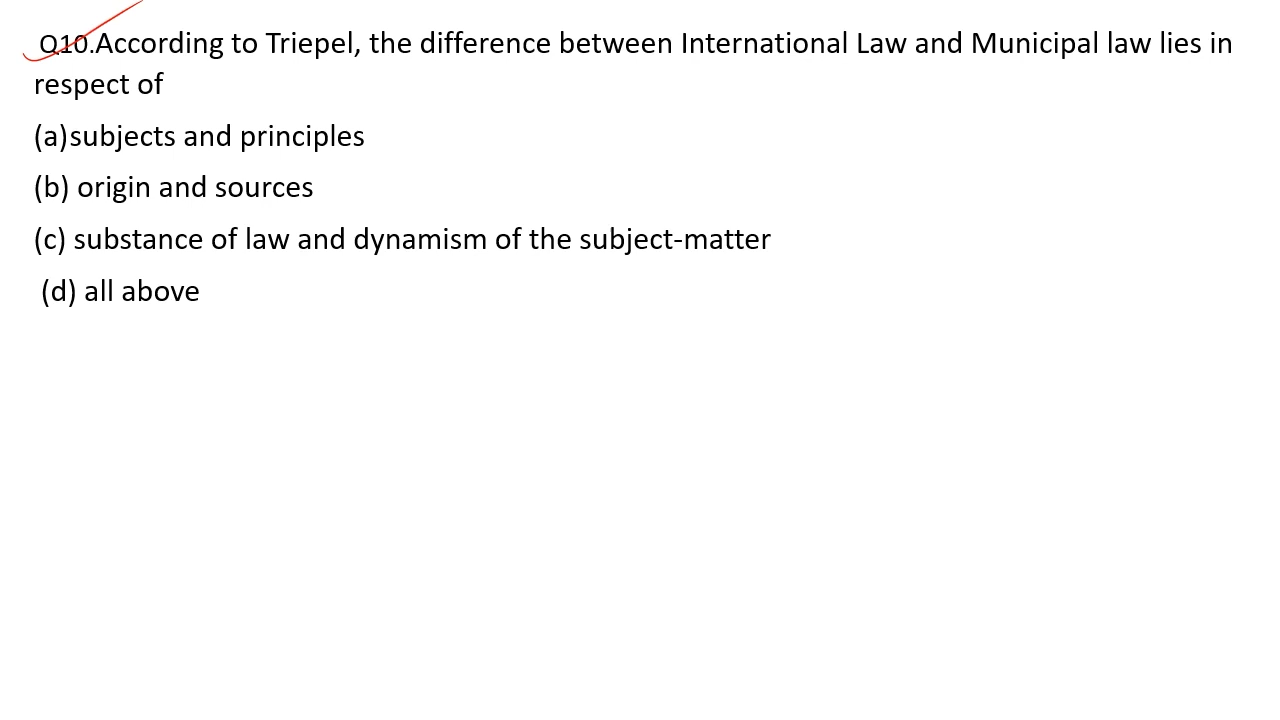 Q10.According to Triepel, the difference between International Law and Municipal law lies in
respect of
(a)subjects and principles
(b) origin and sources
(c) substance of law and dynamism of the subject-matter
(d) all above